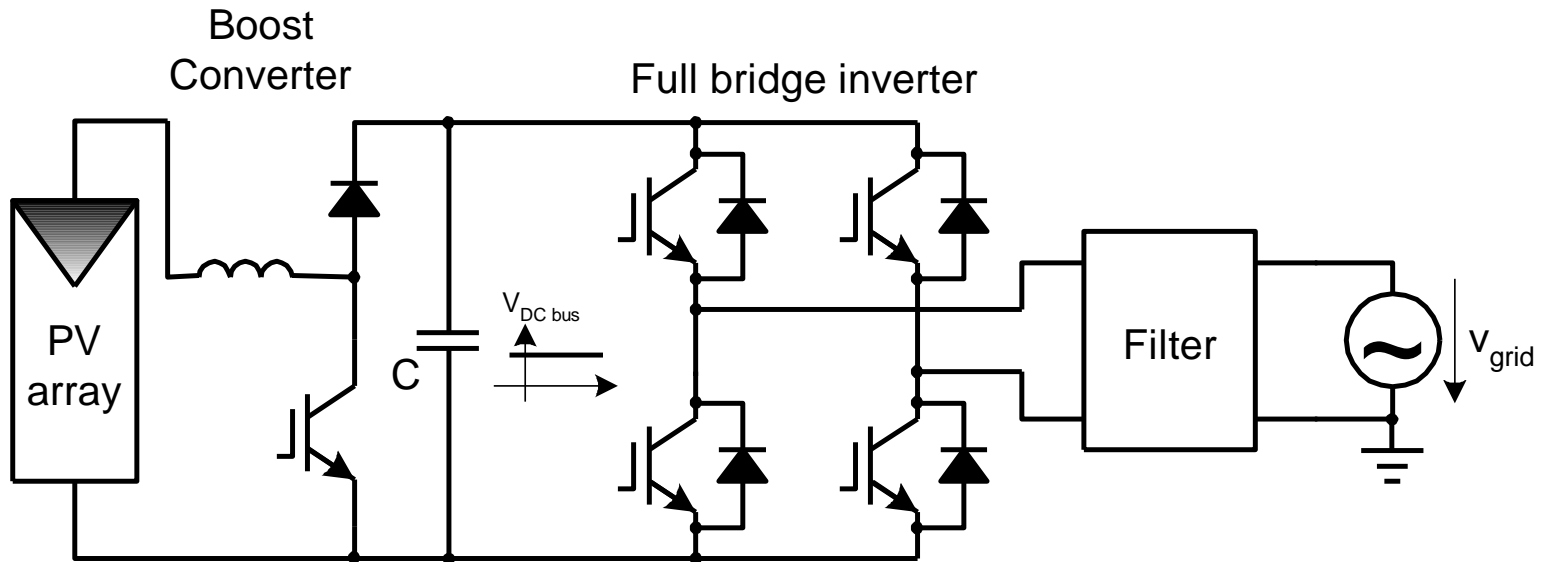 Boost
Converter
Full bridge inverter
PV
array
C
V_DC bus
Filter
v_grid